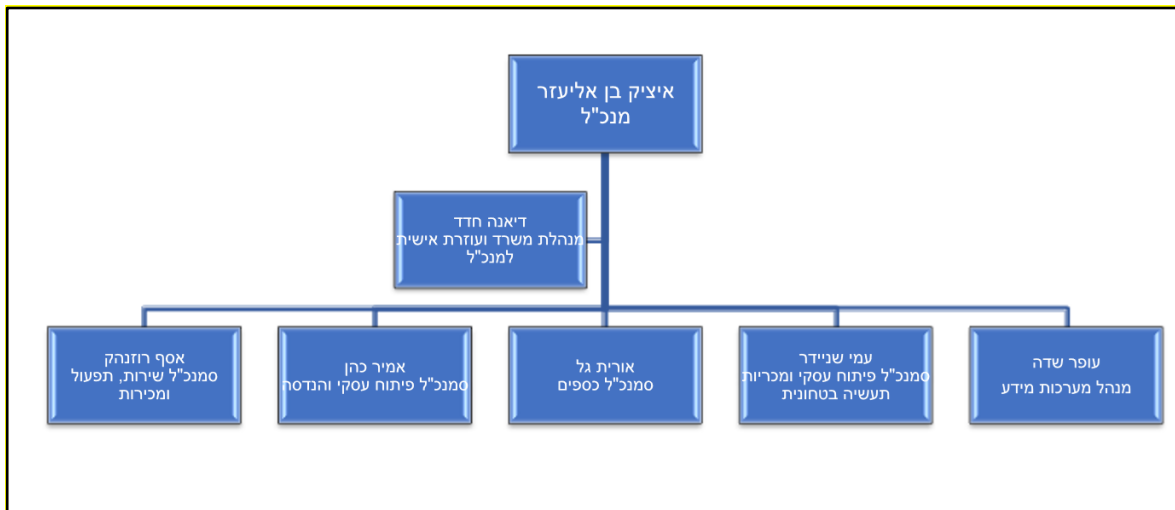 איציק בן אליעזר
מנכ"ל
דיאנה חדד
מנהלת משרד ועוזרת אישית
למנכ"ל
עופר שדה
מנהל מערכות מידע
עמי שניידר
סמנכ"ל פיתוח עסקי ומכריות
תעשיה בטחונית
אורית גל
סמנכ"ל כספים
אמיר כהן
סמנכ"ל פיתוח עסקי והנדסה
אסף רוזנהק
סמנכ"ל שירות, תפעול
ומכירות